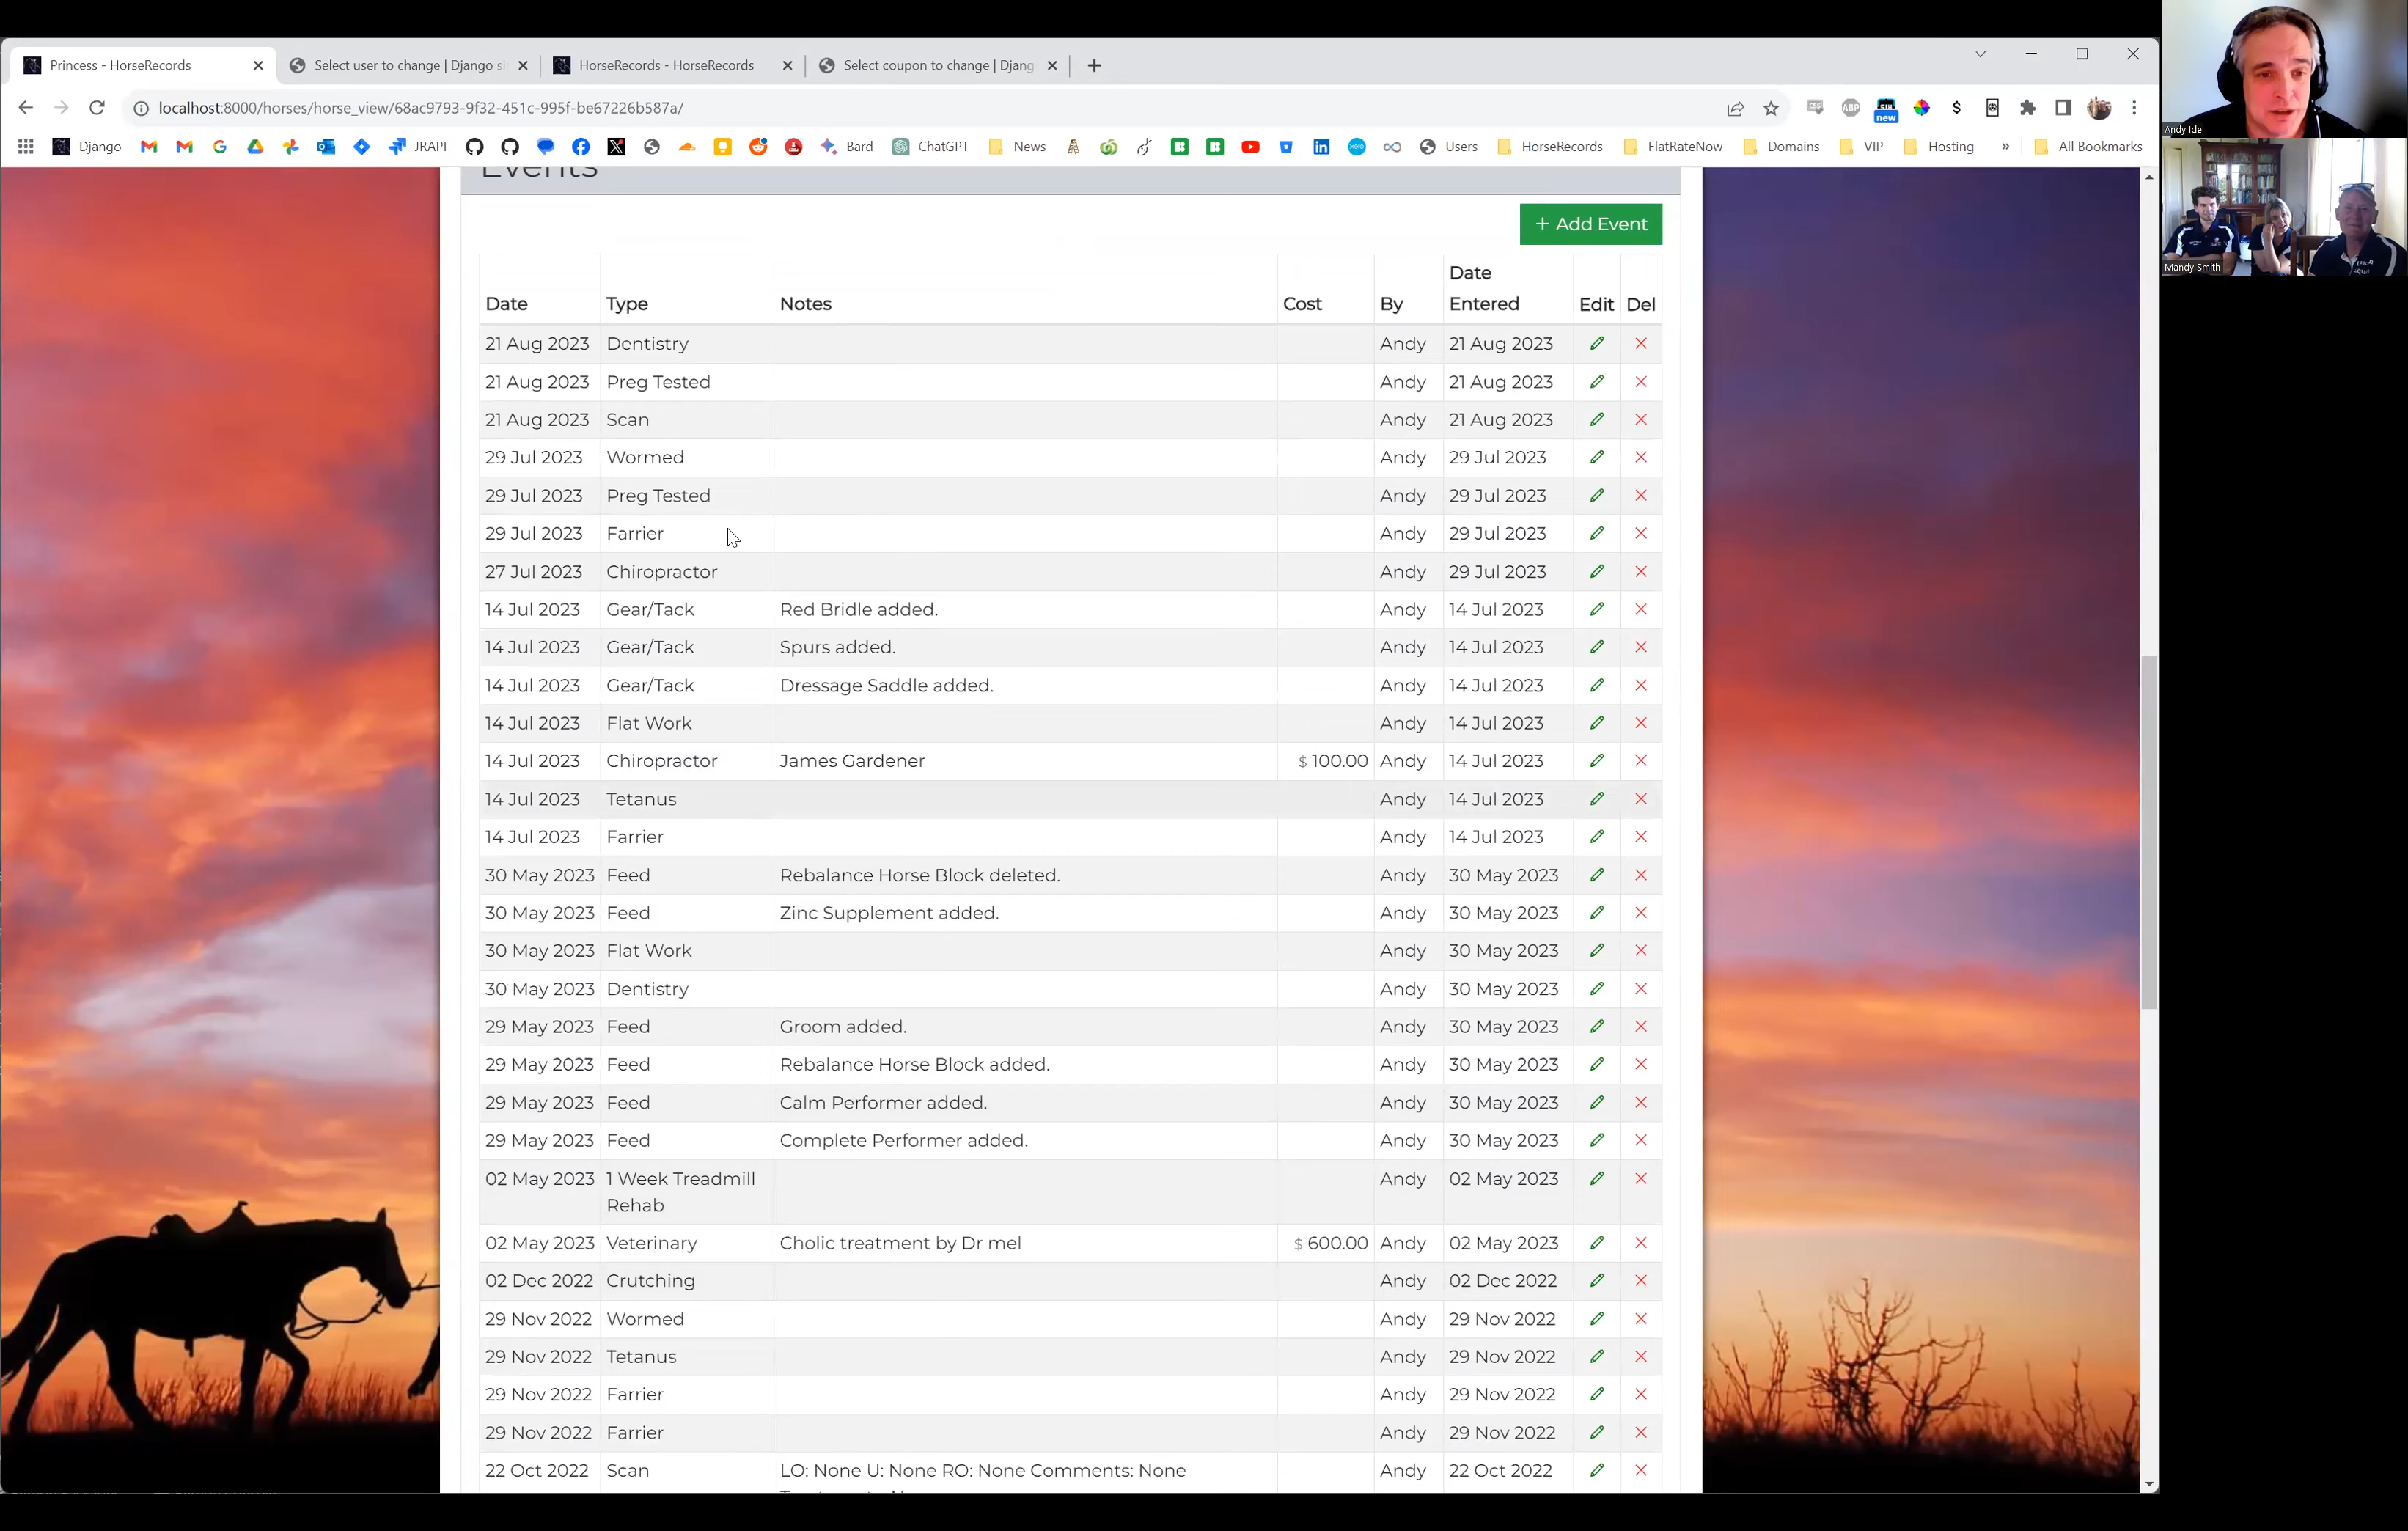 Princess - HorseRecords
Select user to change | Django si
HorseRecords - HorseRecords
Select coupon to change | Djang
localhost:8000/horses/horse_view/68ac9793-9f32-451c-995f-be67226b587a/
new
Django JRAPI Bard ChatGPT News Users HorseRecords FlatRateNow Domains VIP Hosting » All Bookmarks
Andy Ide
Mandy Smith
Events
+ Add Event
Date Type Notes Cost By Date Entered Edit Del
21 Aug 2023 Dentistry Andy 21 Aug 2023
21 Aug 2023 Preg Tested Andy 21 Aug 2023
21 Aug 2023 Scan Andy 21 Aug 2023
29 Jul 2023 Wormed Andy 29 Jul 2023
29 Jul 2023 Preg Tested Andy 29 Jul 2023
29 Jul 2023 Farrier Andy 29 Jul 2023
27 Jul 2023 Chiropractor Andy 29 Jul 2023
14 Jul 2023 Gear/Tack Red Bridle added. Andy 14 Jul 2023
14 Jul 2023 Gear/Tack Spurs added. Andy 14 Jul 2023
14 Jul 2023 Gear/Tack Dressage Saddle added. Andy 14 Jul 2023
14 Jul 2023 Flat Work Andy 14 Jul 2023
14 Jul 2023 Chiropractor James Gardener $ 100.00 Andy 14 Jul 2023
14 Jul 2023 Tetanus Andy 14 Jul 2023
14 Jul 2023 Farrier Andy 14 Jul 2023
30 May 2023 Feed Rebalance Horse Block deleted. Andy 30 May 2023
30 May 2023 Feed Zinc Supplement added. Andy 30 May 2023
30 May 2023 Flat Work Andy 30 May 2023
30 May 2023 Dentistry Andy 30 May 2023
29 May 2023 Feed Groom added. Andy 30 May 2023
29 May 2023 Feed Rebalance Horse Block added. Andy 30 May 2023
29 May 2023 Feed Calm Performer added. Andy 30 May 2023
29 May 2023 Feed Complete Performer added. Andy 30 May 2023
02 May 2023 1 Week Treadmill Rehab Andy 02 May 2023
02 May 2023 Veterinary Cholic treatment by Dr mel $ 600.00 Andy 02 May 2023
02 Dec 2022 Crutching Andy 02 Dec 2022
29 Nov 2022 Wormed Andy 29 Nov 2022
29 Nov 2022 Tetanus Andy 29 Nov 2022
29 Nov 2022 Farrier Andy 29 Nov 2022
29 Nov 2022 Farrier Andy 29 Nov 2022
22 Oct 2022 Scan LO: None U: None RO: None Comments: None Andy 22 Oct 2022